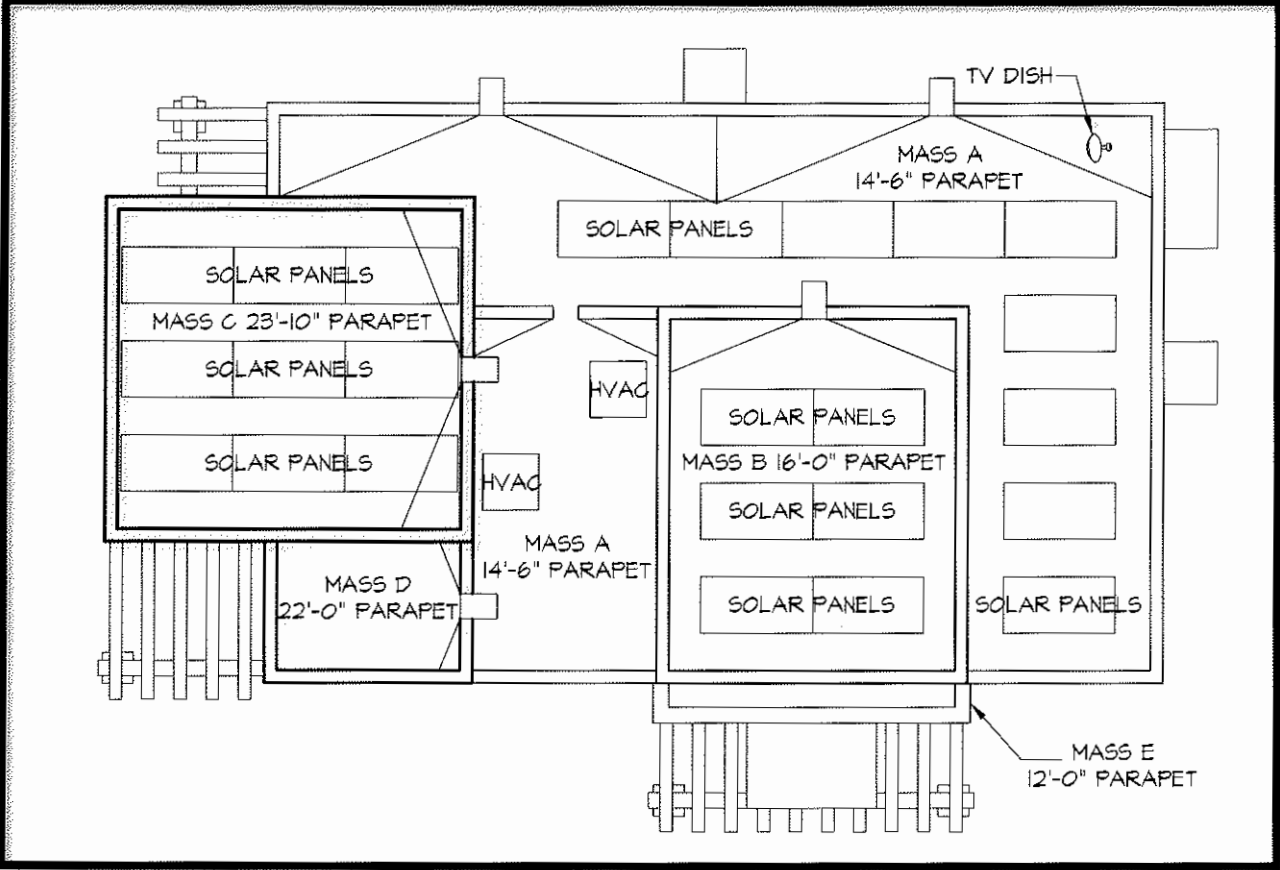 TV DISH
MASS A
14'-6" PARAPET
SOLAR PANELS
SOLAR PANELS
MASS C 23'-10" PARAPET
SOLAR PANELS
HVAC
SOLAR PANELS
MASS B 16'-0" PARAPET
SOLAR PANELS
HVAC
SOLAR PANELS
MASS A
14'-6" PARAPET
MASS D
22'-0" PARAPET
SOLAR PANELS
SOLAR PANELS
MASS E
12'-0" PARAPET